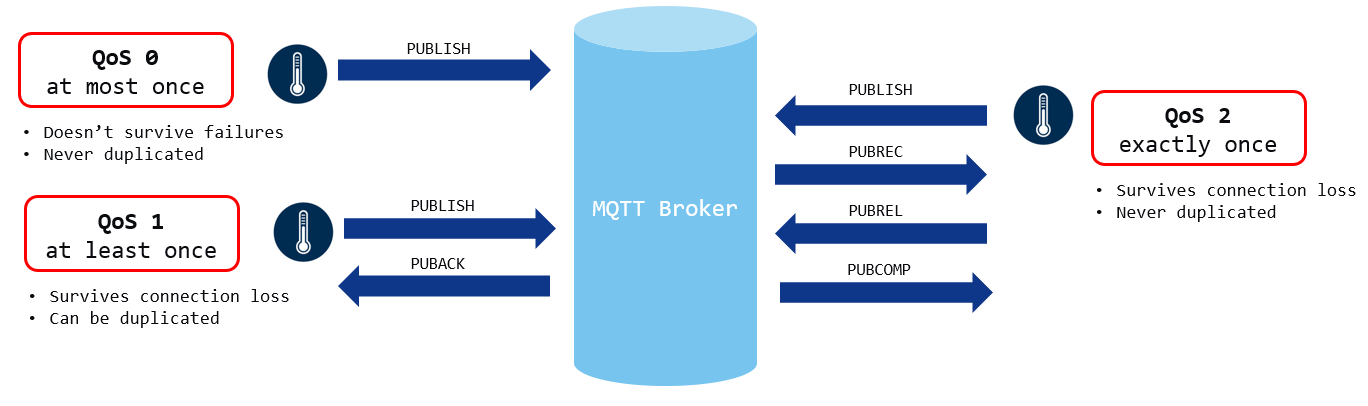 QoS 0
at most once
• Doesn’t survive failures
• Never duplicated
PUBLISH
QoS 1
at least once
• Survives connection loss
• Can be duplicated
PUBLISH
PUBACK
MQTT Broker
PUBLISH
PUBREC
PUBREL
PUBCOMP
QoS 2
exactly once
• Survives connection loss
• Never duplicated